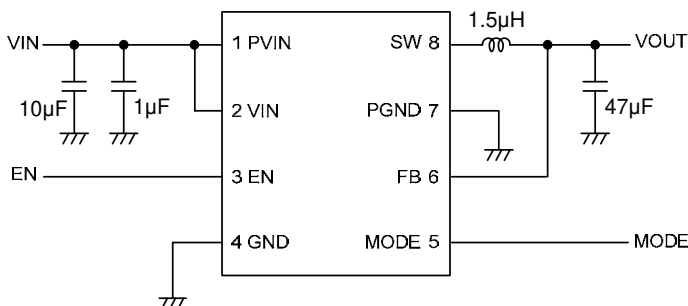 1.5µH
VIN
1 PVIN
SW 8
VOUT
10µF
1µF
2 VIN
PGND 7
47µF
EN
3 EN
FB 6
4 GND
MODE 5
MODE